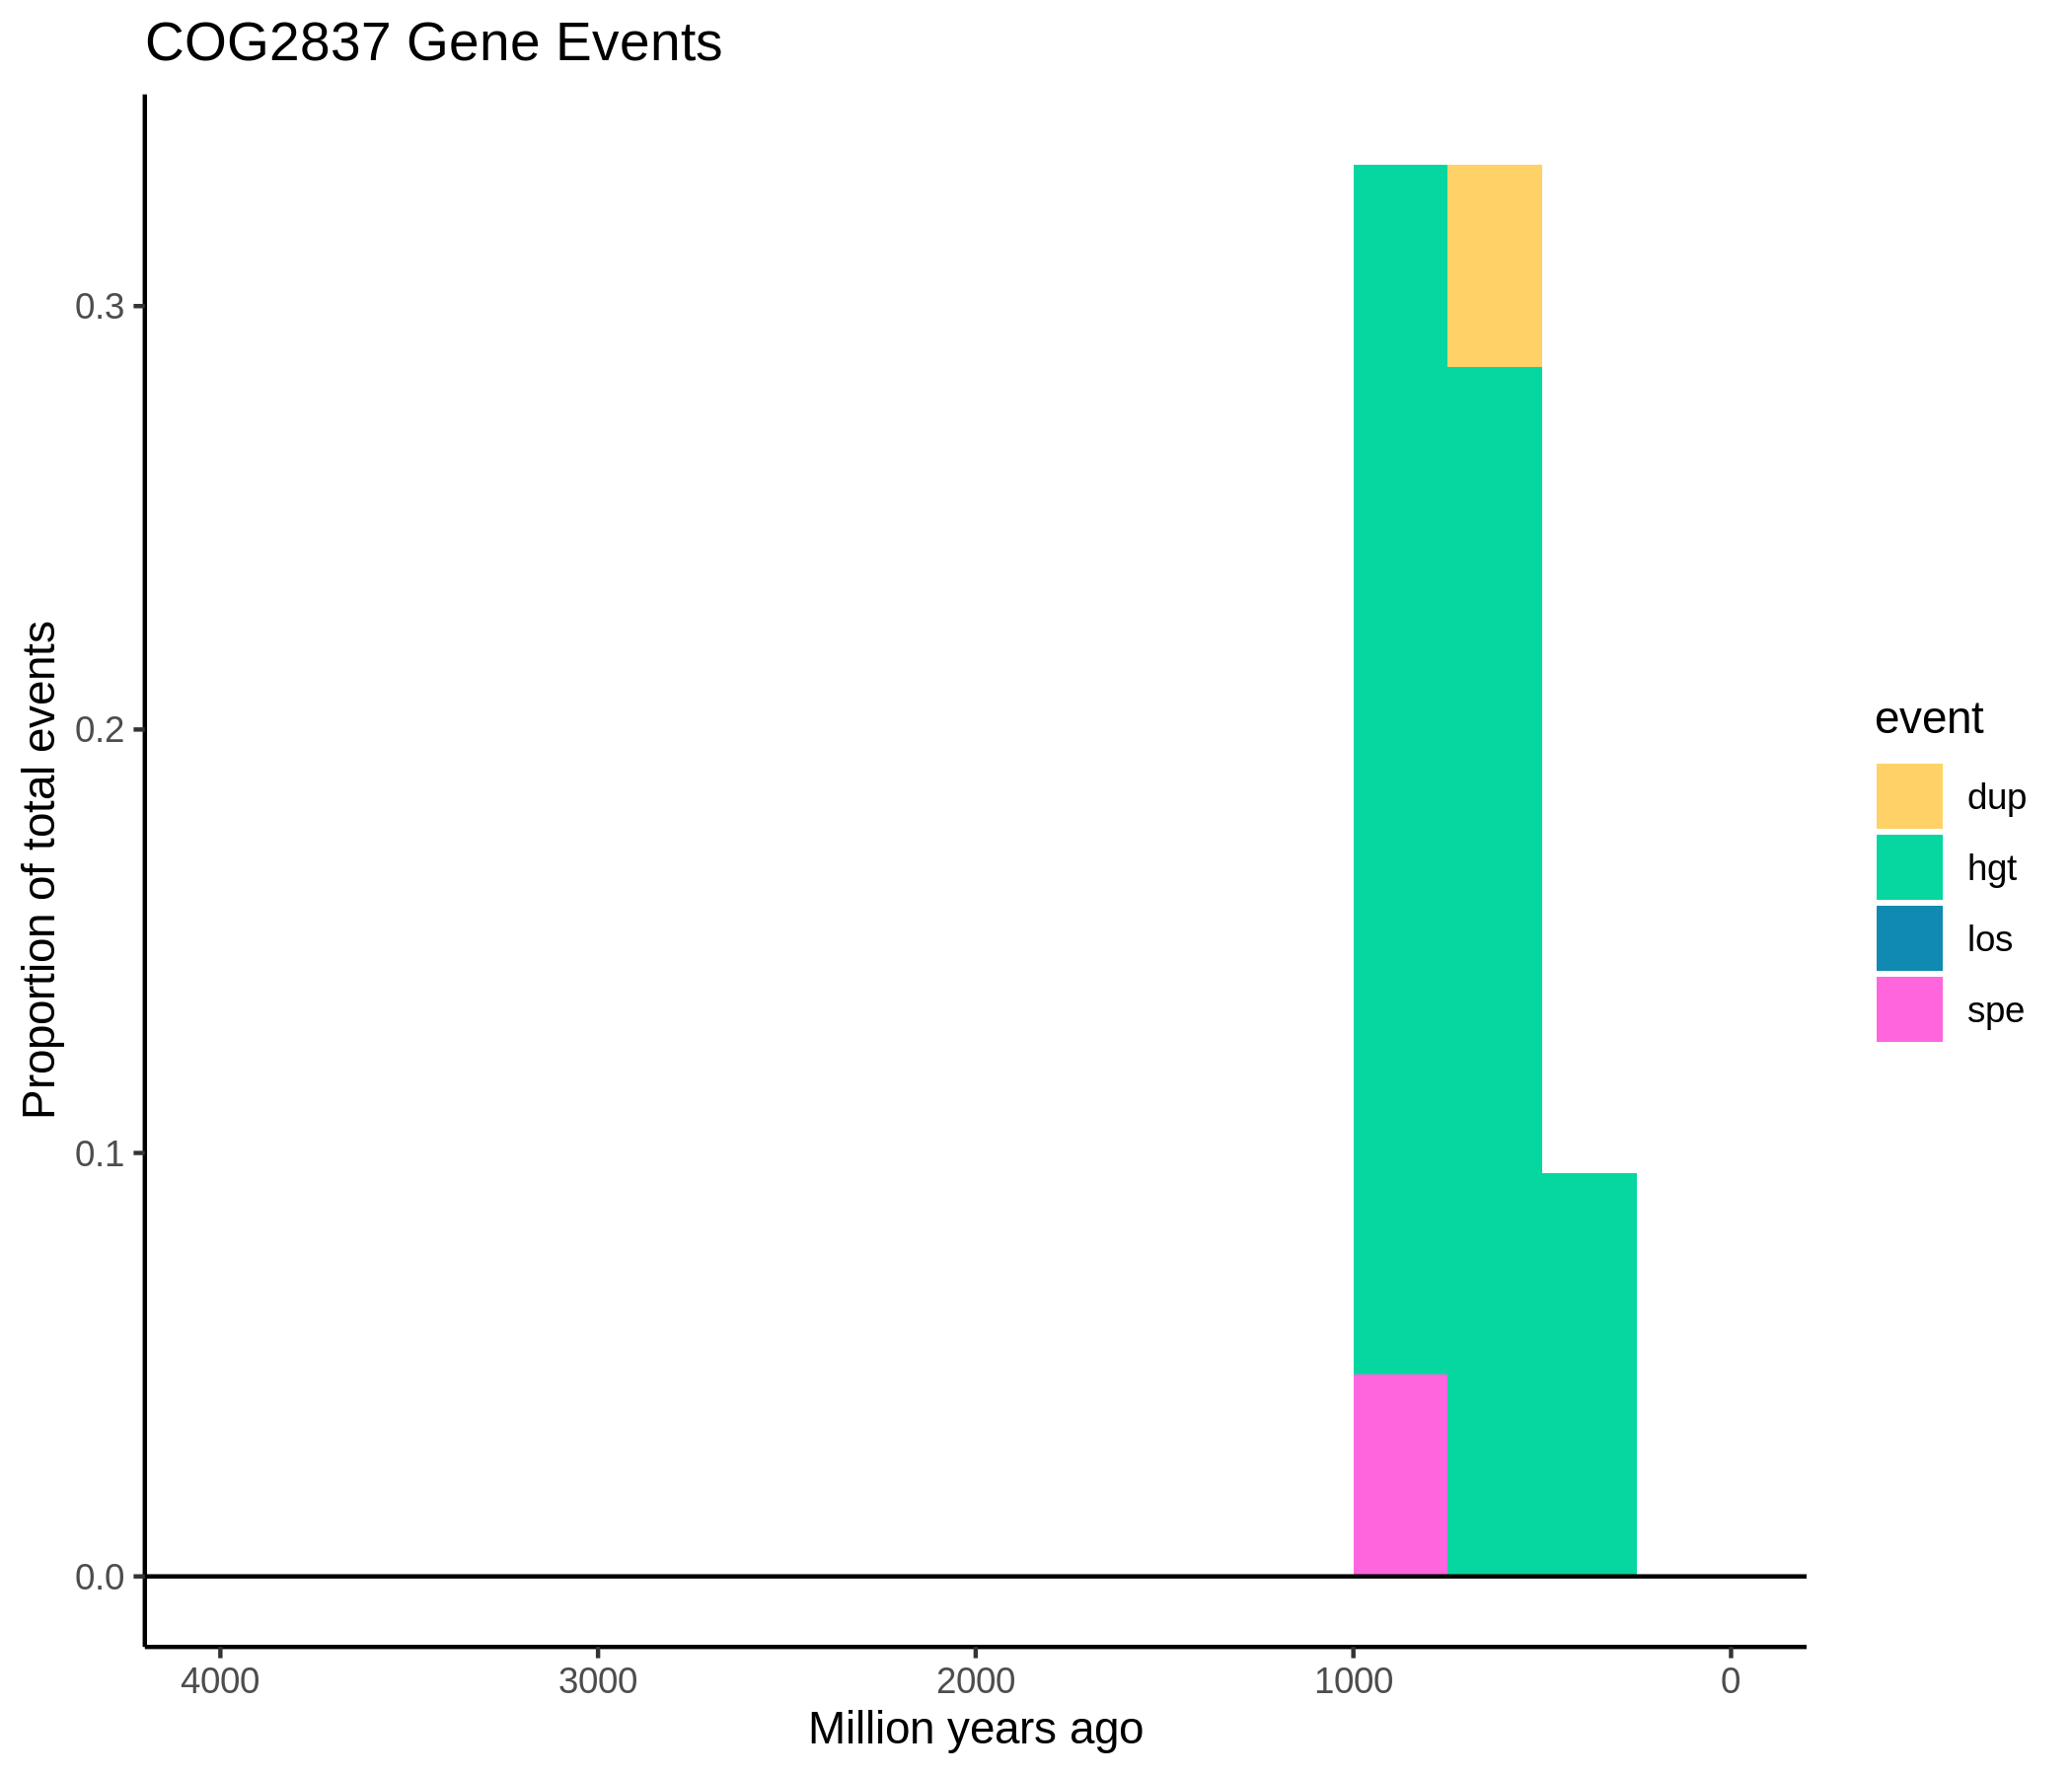 COG2837 Gene Events
Proportion of total events
0.3
0.2
0.1
0.0
4000
3000
2000
1000
0
Million years ago
event
dup
hgt
los
spe